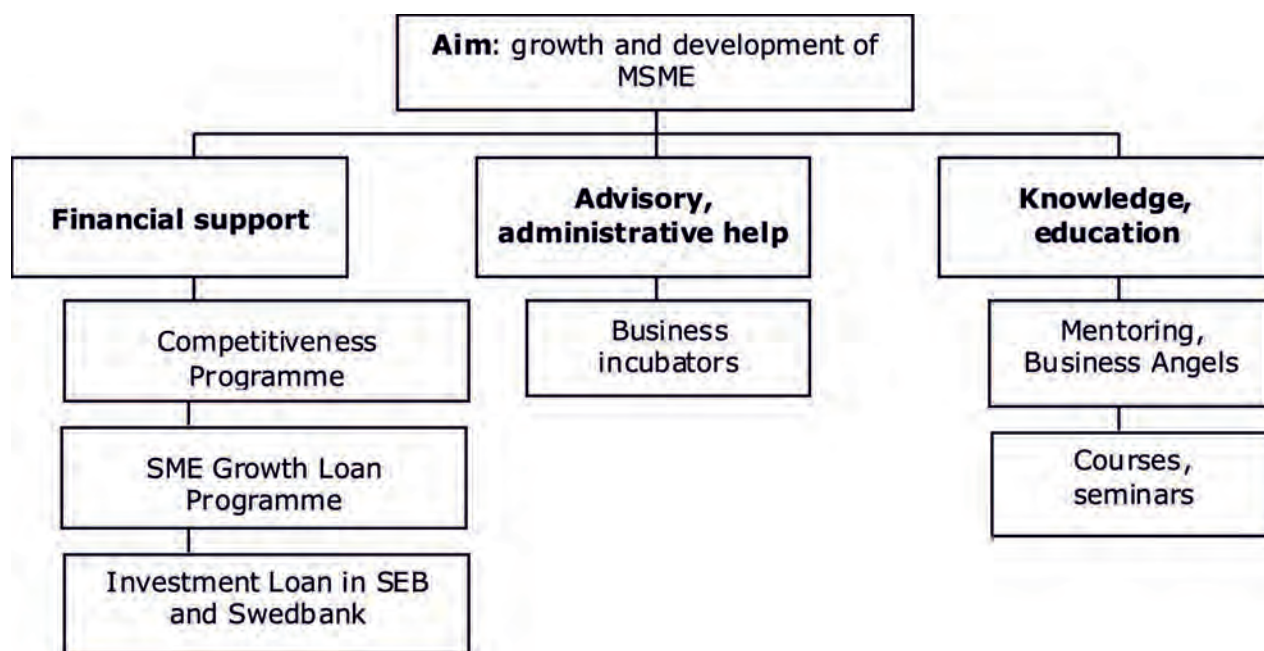 Aim: growth and development of
MSME
Financial support
Advisory,
administrative help
Knowledge,
education
Competitiveness
Programme
SME Growth Loan
Programme
Investment Loan in SEB
and Swedbank
Business
incubators
Mentoring,
Business Angels
Courses,
seminars